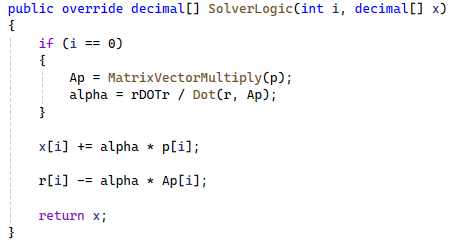 public override decimal[] SolverLogic(int i, decimal[] x)
{
    if (i == 0)
    {
        Ap = MatrixVectorMultiply(p);
        alpha = rDOTr / Dot(r, Ap);
    }

    x[i] += alpha * p[i];

    r[i] -= alpha * Ap[i];

    return x;
}